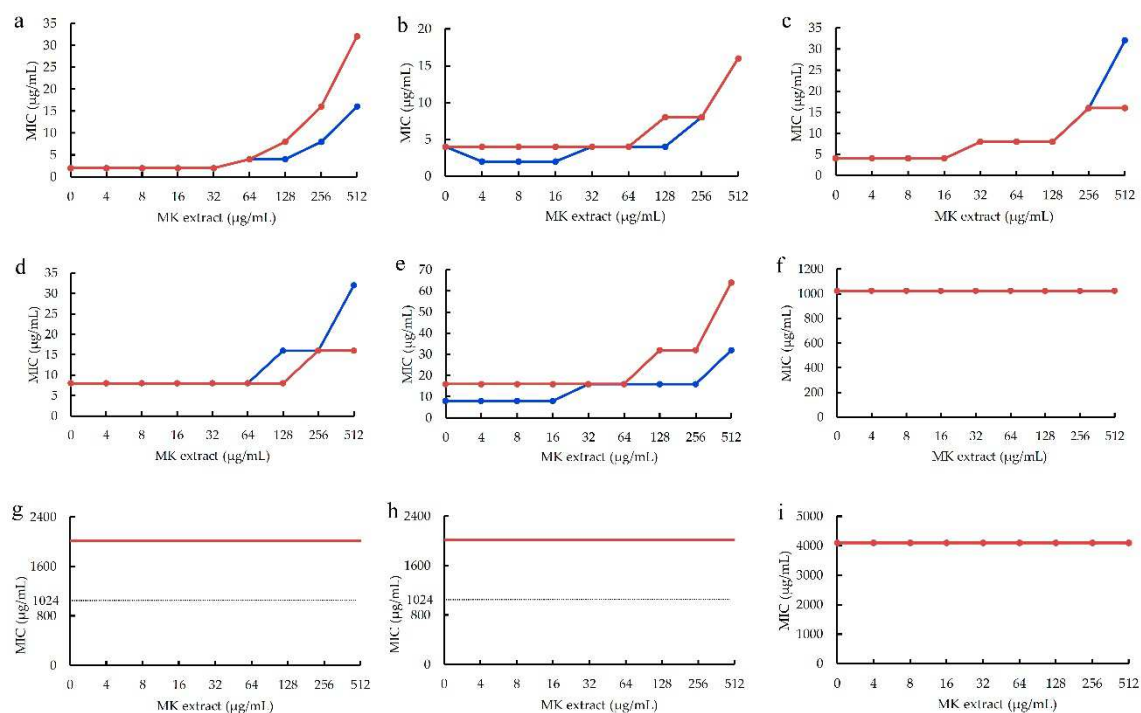 a
MIC (µg/mL)
35
30
25
20
15
10
5
0
0 4 8 16 32 64 128 256 512
MK extract (µg/mL)
b
MIC (µg/mL)
20
15
10
5
0
0 4 8 16 32 64 128 256 512
MK extract (µg/mL)
c
MIC (µg/mL)
35
30
25
20
15
10
5
0
0 4 8 16 32 64 128 256 512
MK extract (µg/mL)
d
MIC (µg/mL)
35
30
25
20
15
10
5
0
0 4 8 16 32 64 128 256 512
MK extract (µg/mL)
e
MIC (µg/mL)
70
60
50
40
30
20
10
0
0 4 8 16 32 64 128 256 512
MK extract (µg/mL)
f
MIC (µg/mL)
1200
1000
800
600
400
200
0
0 4 8 16 32 64 128 256 512
MK extract (µg/mL)
g
MIC (µg/mL)
2400
1600
1024
800
0
0 4 8 16 32 64 128 256 512
MK extract (µg/mL)
h
MIC (µg/mL)
2400
1600
1024
800
0
0 4 8 16 32 64 128 256 512
MK extract (µg/mL)
i
MIC (µg/mL)
5000
4000
3000
2000
1000
0
0 4 8 16 32 64 128 256 512
MK extract (µg/mL)